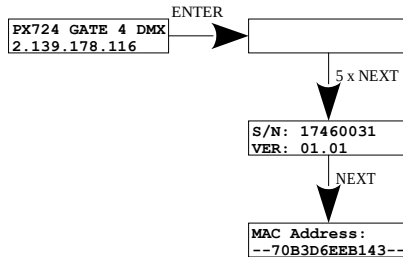 ENTER
PX724 GATE 4 DMX
2.139.178.116
5 x NEXT
S/N: 17460031
VER: 01.01
NEXT
MAC Address:
--70B3D6EEB143--